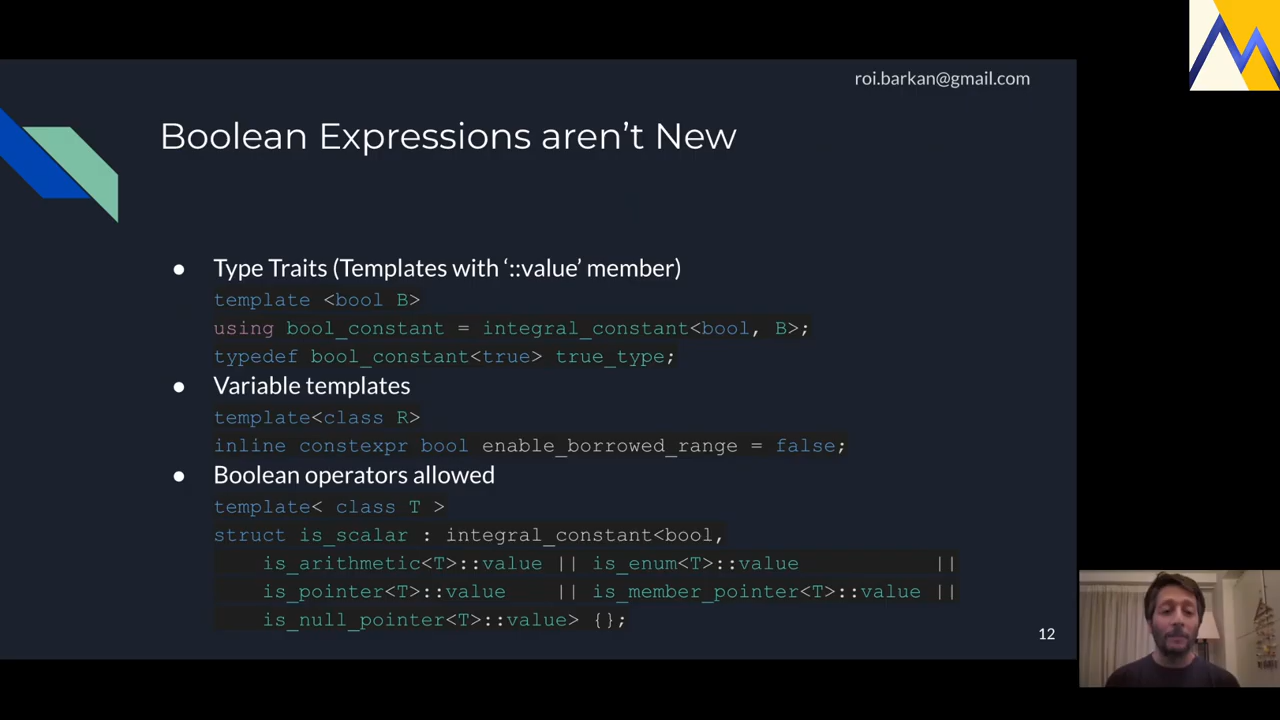 roi.barkan@gmail.com
Boolean Expressions aren’t New
● Type Traits (Templates with ‘::value’ member)
template <bool B>
using bool_constant = integral_constant<bool, B>;
typedef bool_constant<true> true_type;
● Variable templates
template<class R>
inline constexpr bool enable_borrowed_range = false;
● Boolean operators allowed
template< class T >
struct is_scalar : integral_constant<bool,
is_arithmetic<T>::value || is_enum<T>::value ||
is_pointer<T>::value || is_member_pointer<T>::value ||
is_null_pointer<T>::value> {};
12